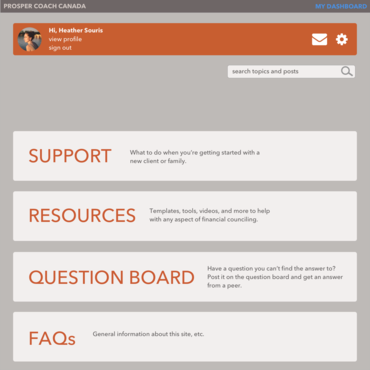 PROSPER COACH CANADA
MY DASHBOARD
Hi, Heather Souris
view profile
sign out
search topics and posts
SUPPORT
What to do when you're getting started with a
new client or family.
RESOURCES
Templates, tools, videos, and more to help
with any aspect of financial counciling.
QUESTION BOARD
Have a question you can't find the answer to?
Post it on the question board and get an answer
from a peer.
FAQs
General information about this site, etc.